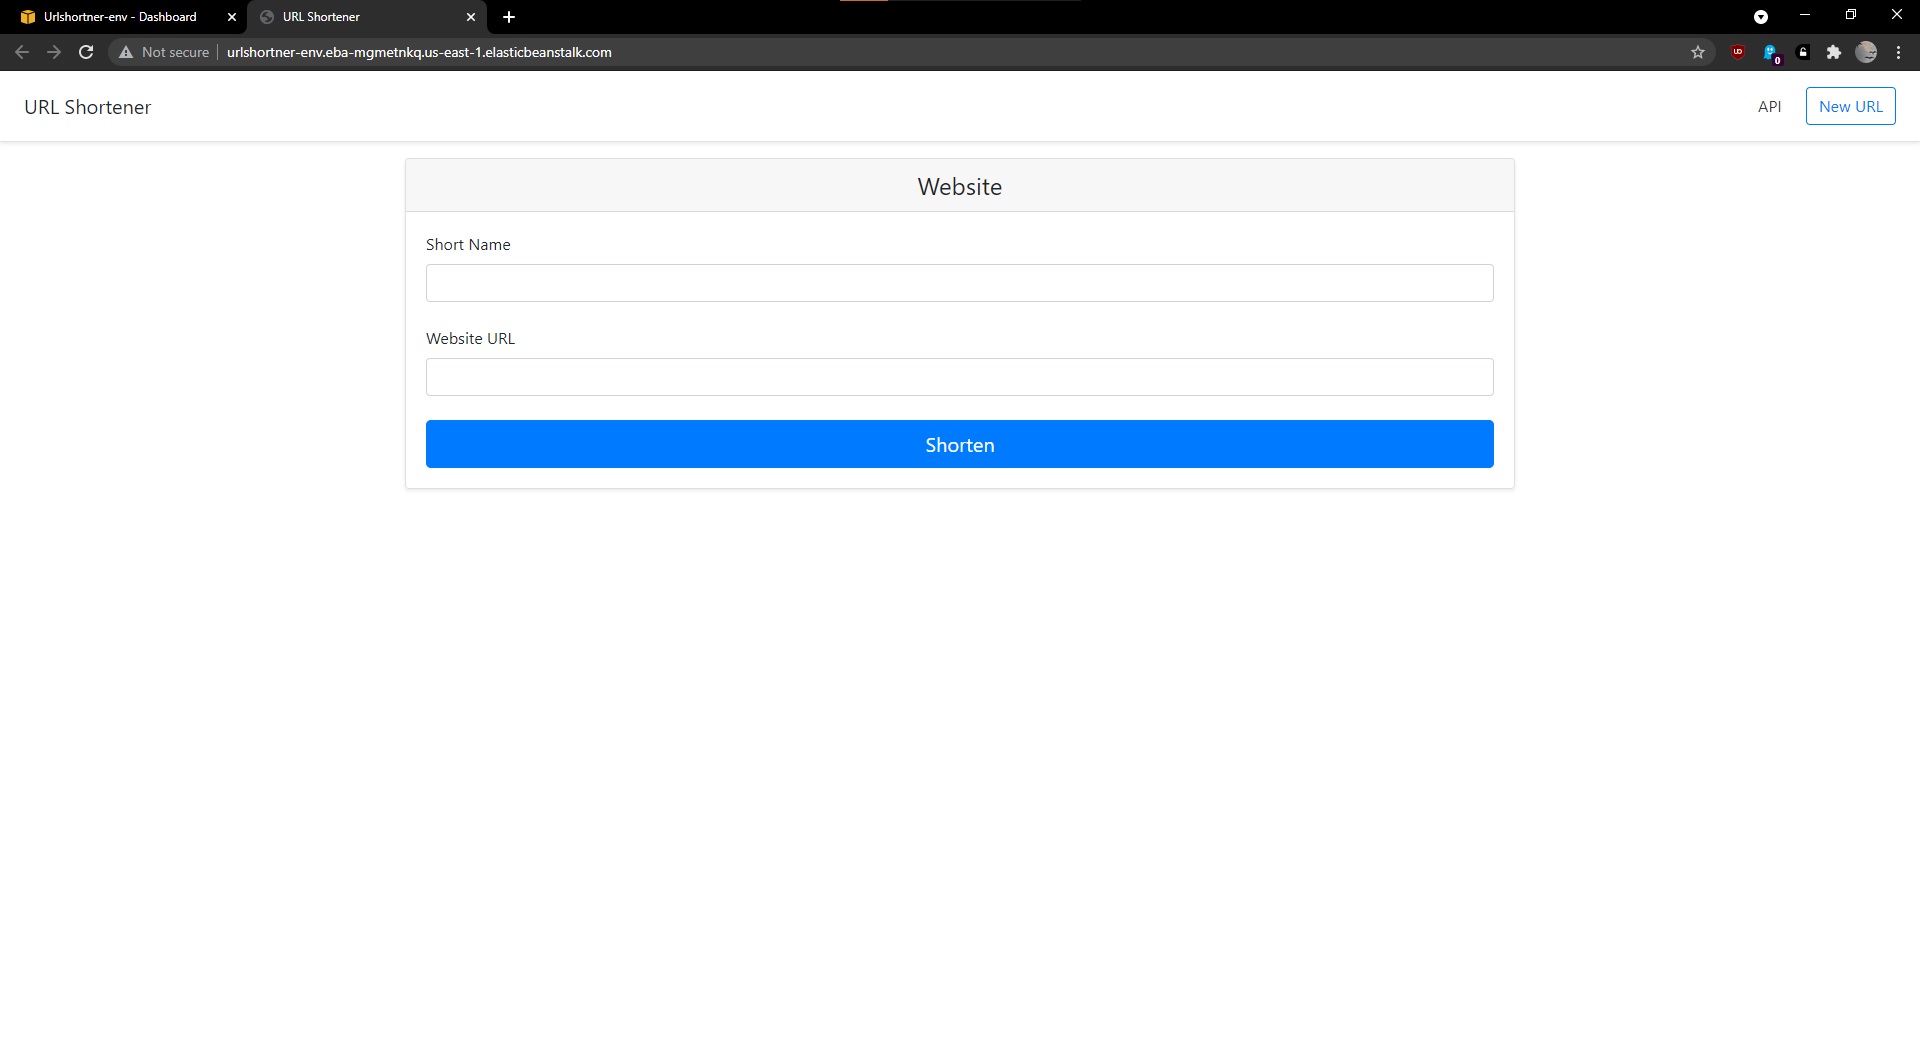 Urlshortner-env - Dashboard
URL Shortener
Not secure
urlshortner-env.eba-mgmetnkq.us-east-1.elasticbeanstalk.com
0
URL Shortener
API
New URL
Website
Short Name
Website URL
Shorten